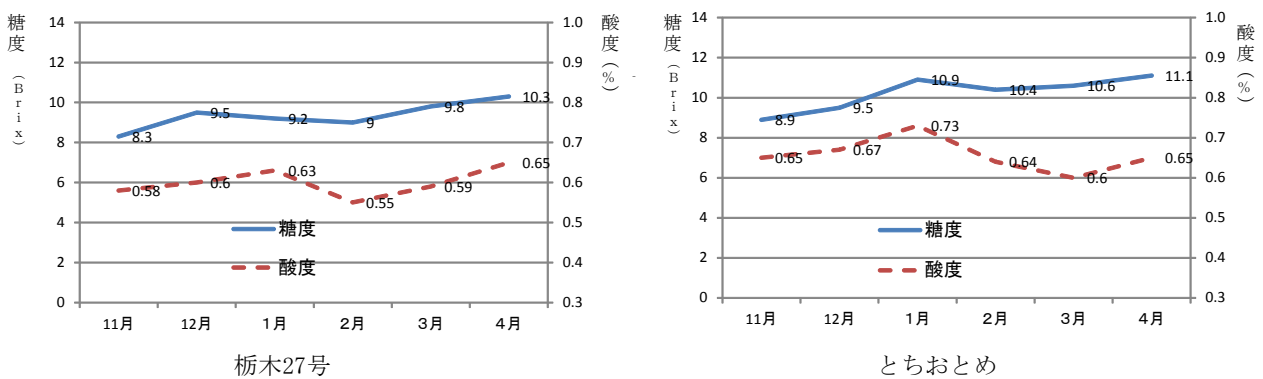 糖度（Brix）
14
12
10
8
6
4
2
0
1.0
0.9
0.8
0.7
0.6
0.5
0.4
0.3
酸度（%）
8.3
9.5
9.2
9
9.8
10.3
0.58
0.6
0.63
0.55
0.59
0.65
糖度
酸度
11月
12月
1月
2月
3月
4月
栃木27号
糖度（Brix）
14
12
10
8
6
4
2
0
1.0
0.9
0.8
0.7
0.6
0.5
0.4
0.3
酸度（%）
8.9
9.5
10.9
10.4
10.6
11.1
0.65
0.67
0.73
0.64
0.6
0.65
糖度
酸度
11月
12月
1月
2月
3月
4月
とちおとめ